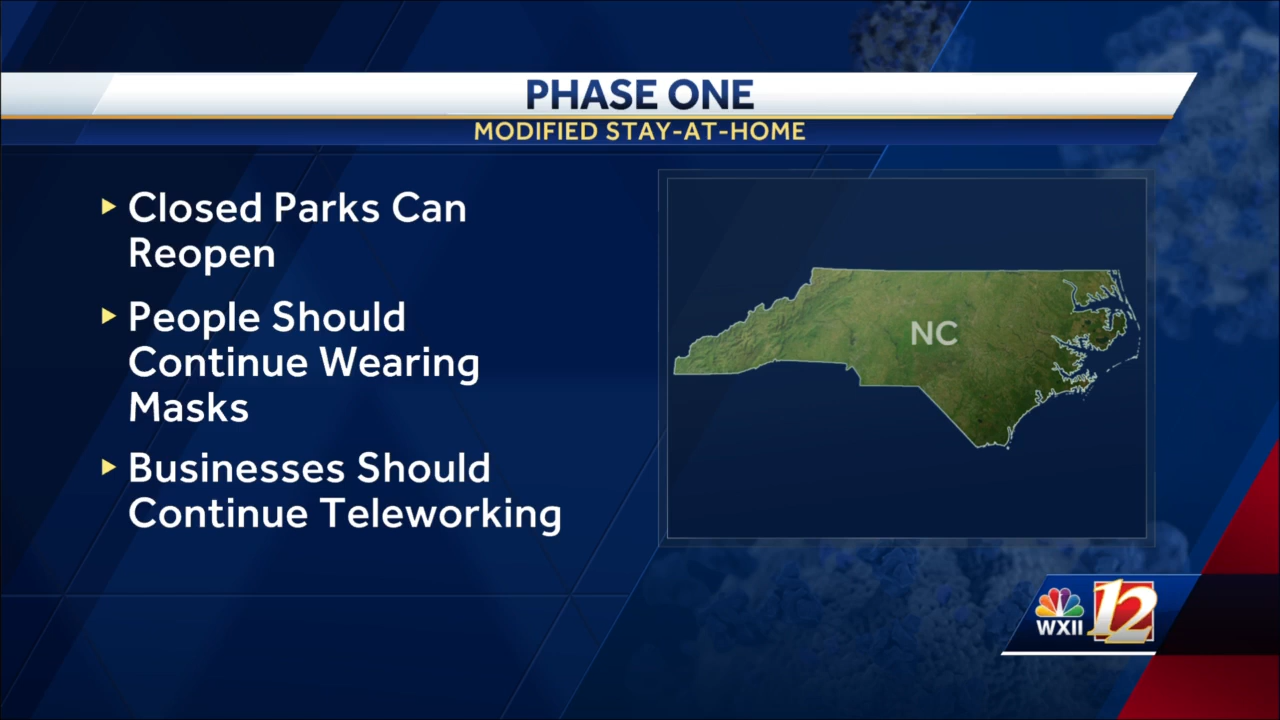 PHASE ONE
MODIFIED STAY-AT-HOME
Closed Parks Can
Reopen
People Should
Continue Wearing
Masks
Businesses Should
Continue Teleworking
NC
WXII 12